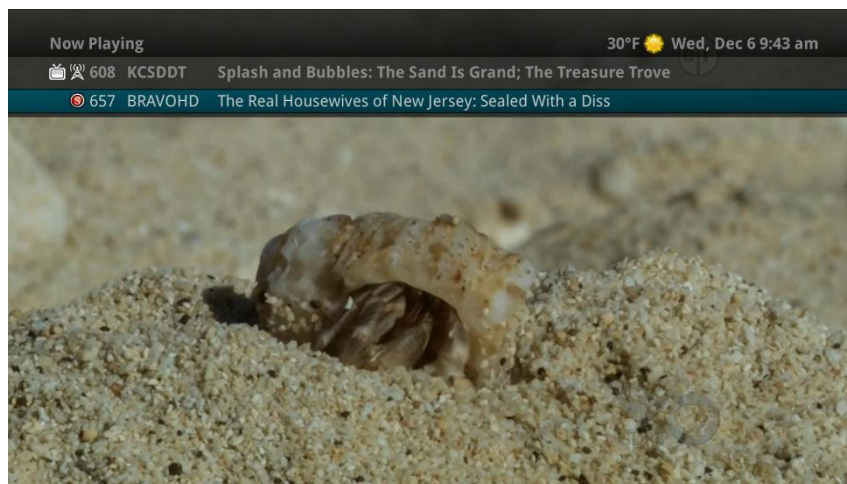 Now Playing 30°F Wed, Dec 6 9:43 am
608 KCSDDT Splash and Bubbles: The Sand Is Grand; The Treasure Trove
S 657 BRAVOHD The Real Housewives of New Jersey: Sealed With a Diss